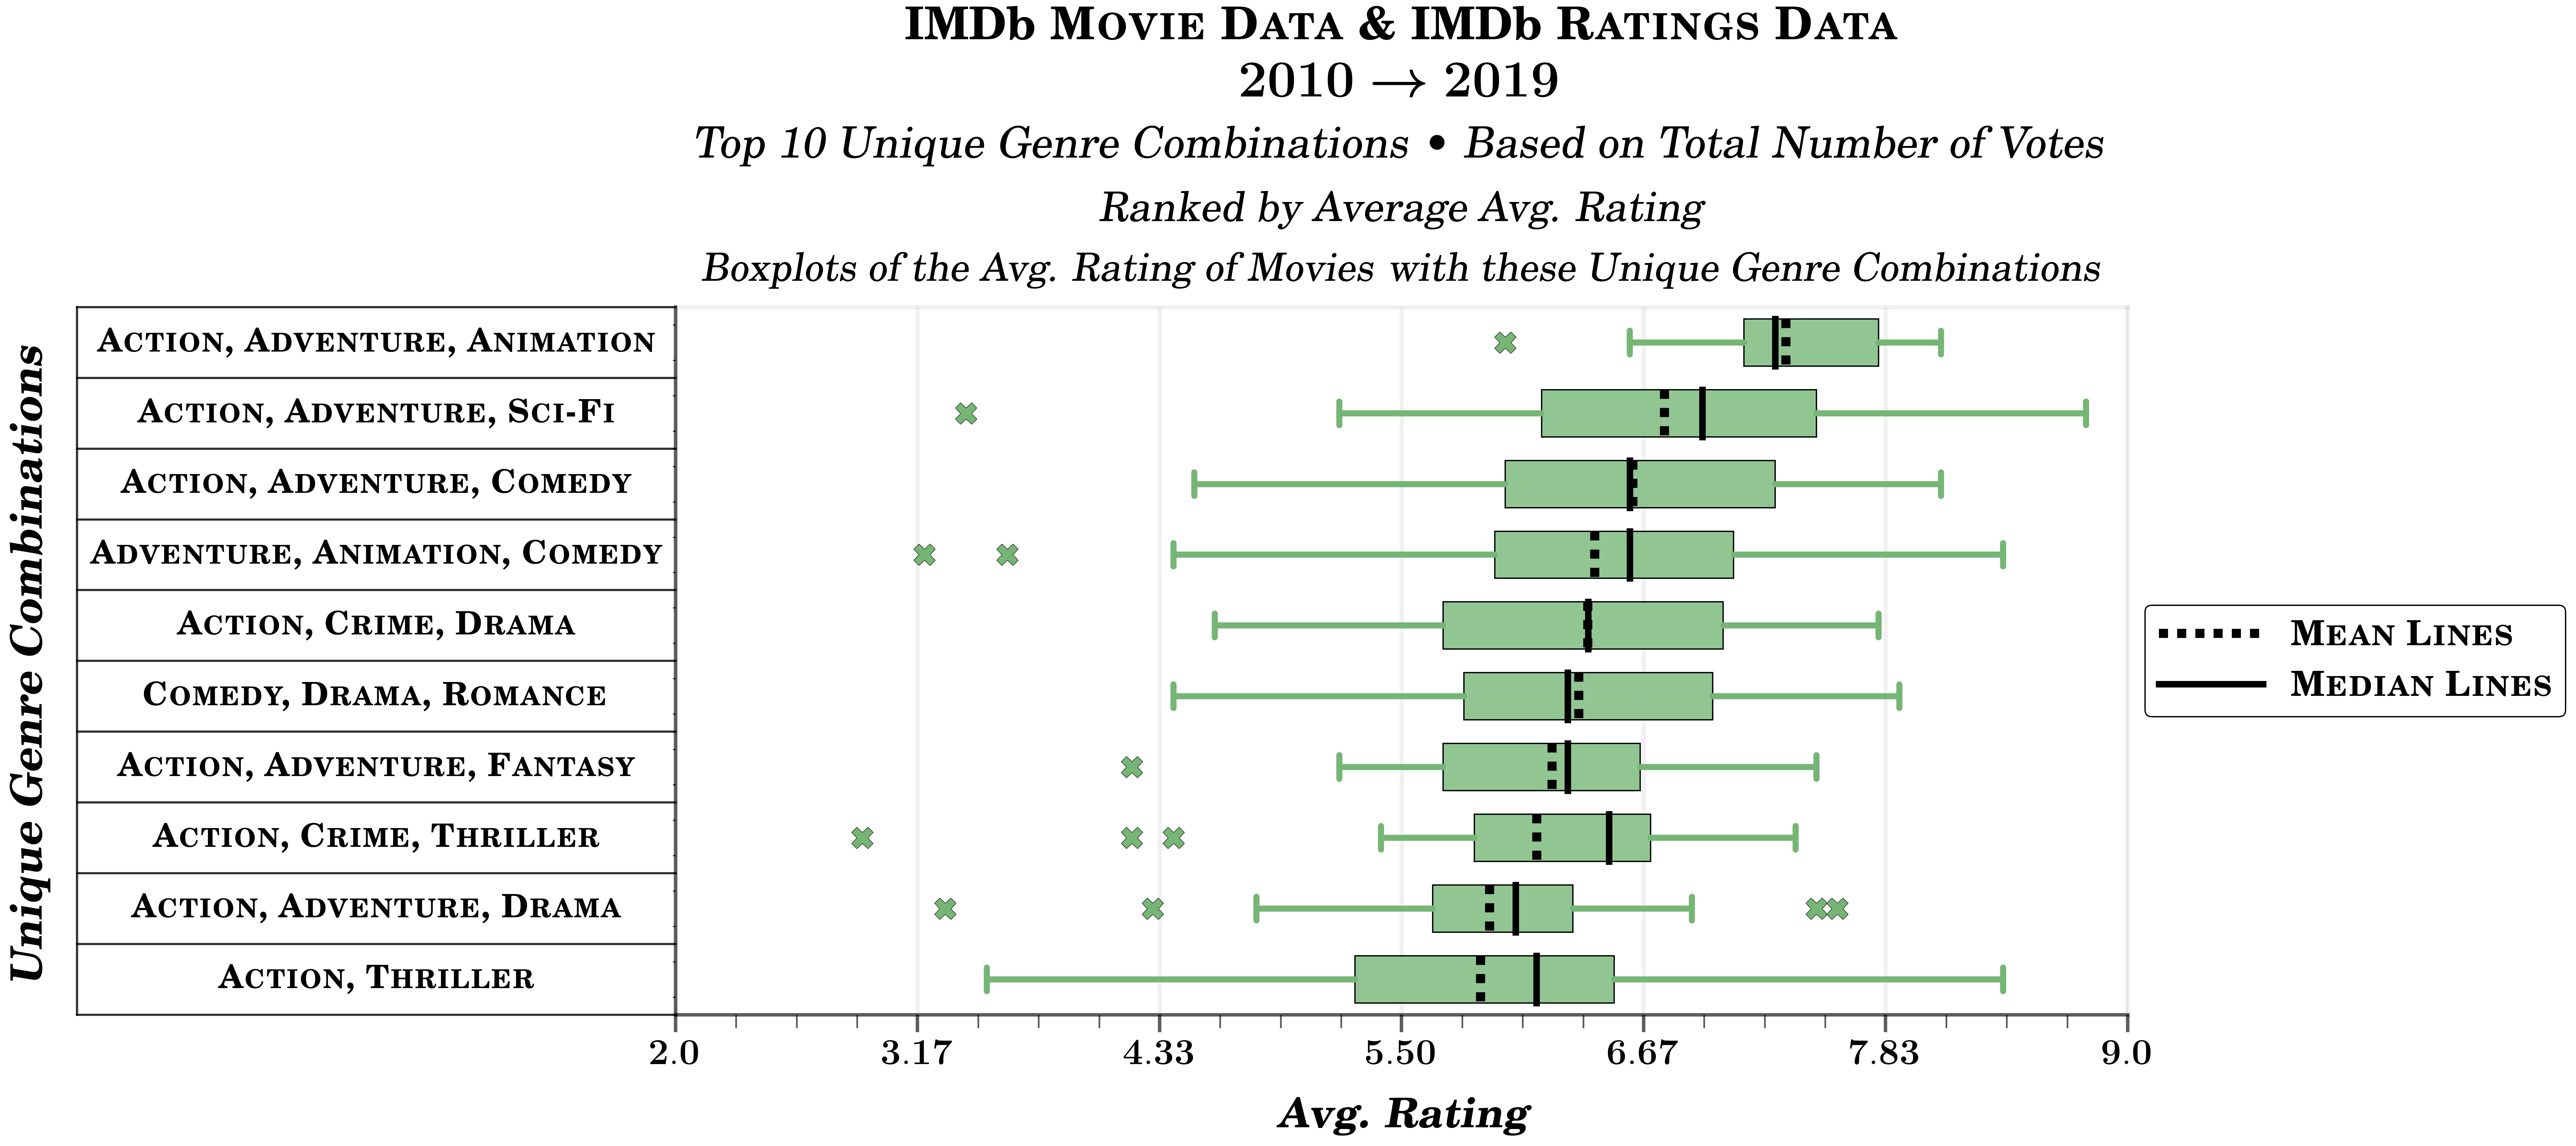 IMDb Movie Data & IMDb Ratings Data
2010 → 2019
Top 10 Unique Genre Combinations • Based on Total Number of Votes
Ranked by Average Avg. Rating
Boxplots of the Avg. Rating of Movies with these Unique Genre Combinations
Unique Genre Combinations
Action, Adventure, Animation
Action, Adventure, Sci-Fi
Action, Adventure, Comedy
Adventure, Animation, Comedy
Action, Crime, Drama
Comedy, Drama, Romance
Action, Adventure, Fantasy
Action, Crime, Thriller
Action, Adventure, Drama
Action, Thriller
Mean Lines
Median Lines
2.0 3.17 4.33 5.50 6.67 7.83 9.0
Avg. Rating